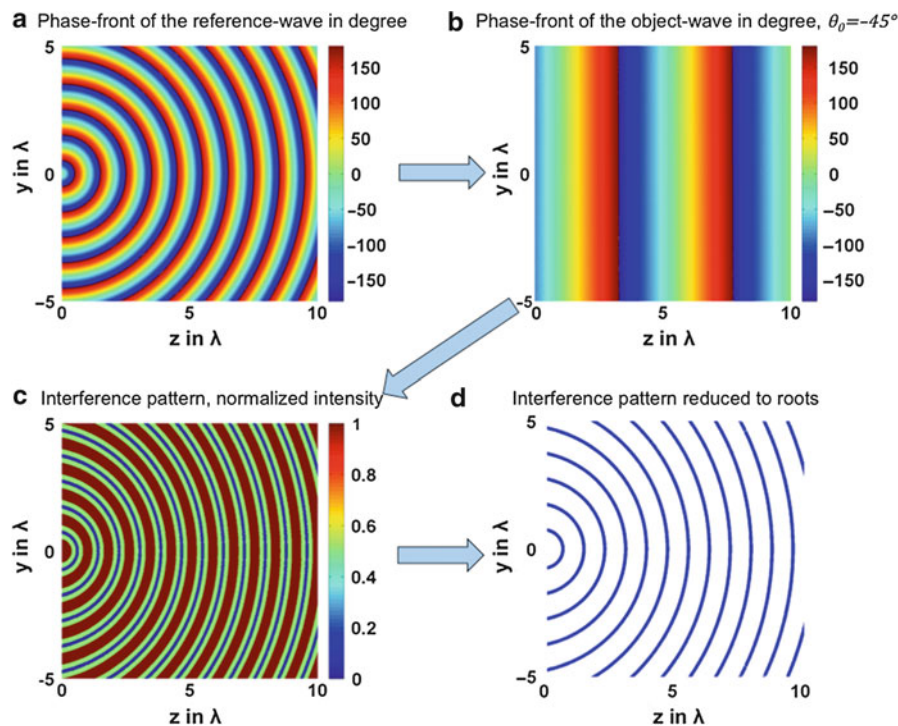 a Phase-front of the reference-wave in degree
5
0
−5
y in λ
0 5 10
z in λ
150
100
50
0
−50
−100
−150
b Phase-front of the object-wave in degree, θ₀=−45°
5
0
−5
y in λ
0 5 10
z in λ
150
100
50
0
−50
−100
−150
c Interference pattern, normalized intensity
5
0
-5
y in λ
0 5 10
z in λ
1
0.8
0.6
0.4
0.2
0
d Interference pattern reduced to roots
5
0
−5
y in λ
0 5 10
z in λ